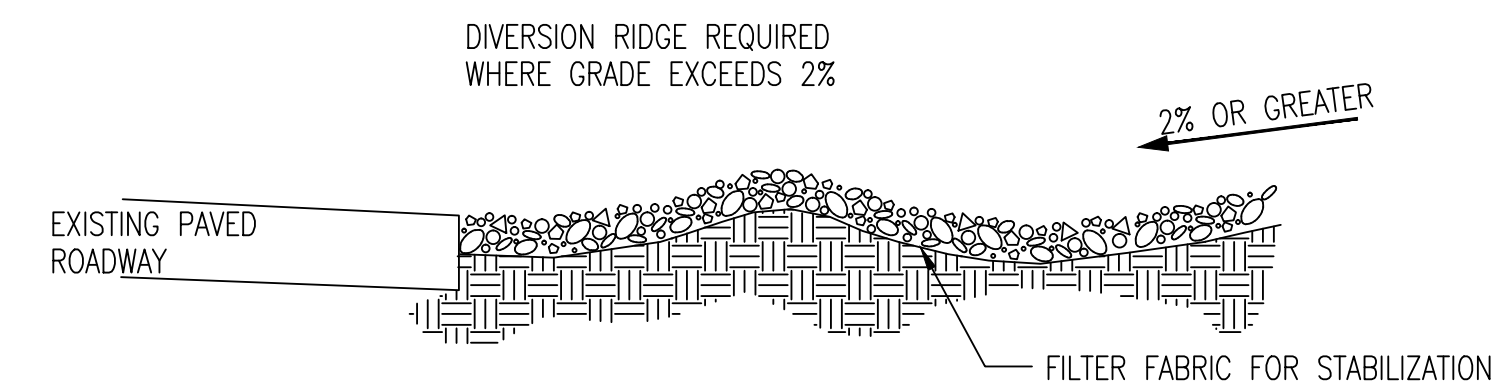 DIVERSION RIDGE REQUIRED
WHERE GRADE EXCEEDS 2%
2% OR GREATER
EXISTING PAVED
ROADWAY
FILTER FABRIC FOR STABILIZATION